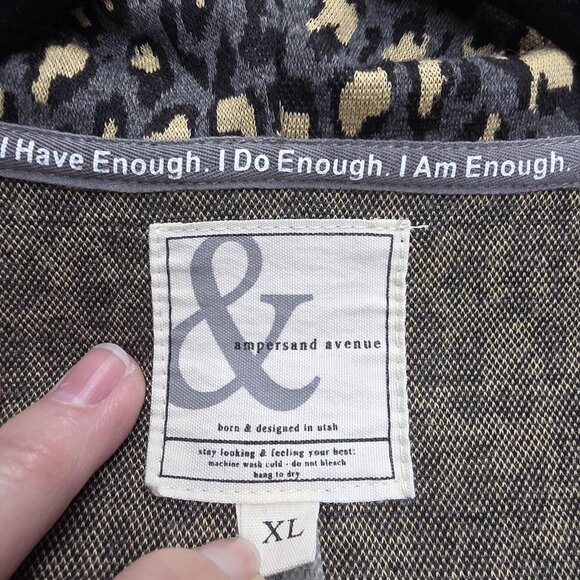 I Have Enough. I Do Enough. I Am Enough.
&
ampersand avenue
born & designed in utah
stay looking & feeling your best:
machine wash cold - do not bleach
hang to dry
XL